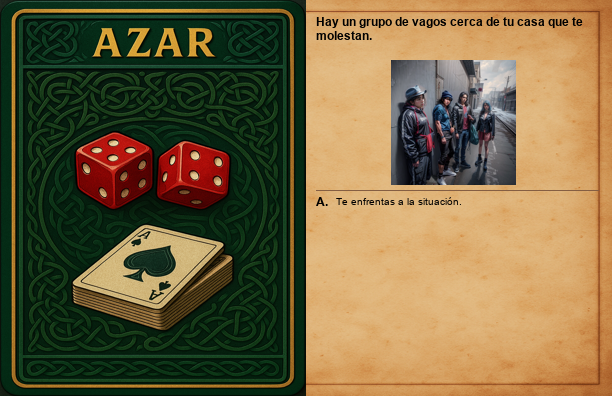 AZAR
A
A
Hay un grupo de vagos cerca de tu casa que te
molestan.
A. Te enfrentas a la situación.